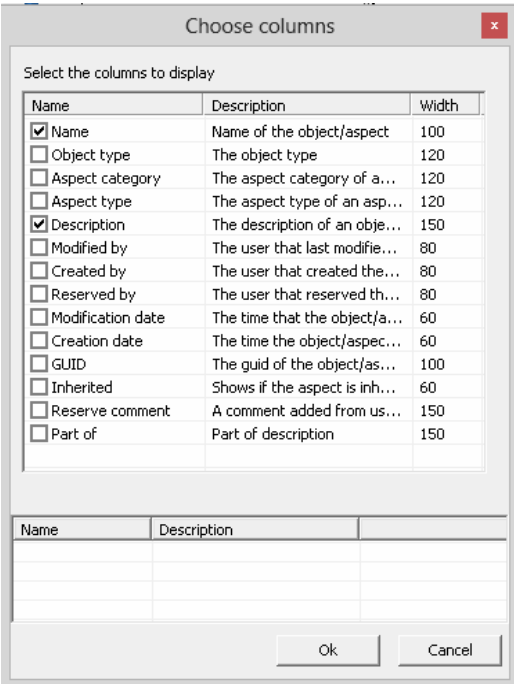 Choose columns
x
Select the columns to display
Name Description Width
Name Name of the object/aspect 100
Object type The object type 120
Aspect category The aspect category of a... 120
Aspect type The aspect type of an asp... 120
Description The description of an obje... 150
Modified by The user that last modifie... 80
Created by The user that created the... 80
Reserved by The user that reserved th... 80
Modification date The time that the object/a... 60
Creation date The time the object/aspec... 60
GUID The guid of the object/as... 100
Inherited Shows if the aspect is inh... 60
Reserve comment A comment added from us... 150
Part of Part of description 150
Name Description
Ok Cancel